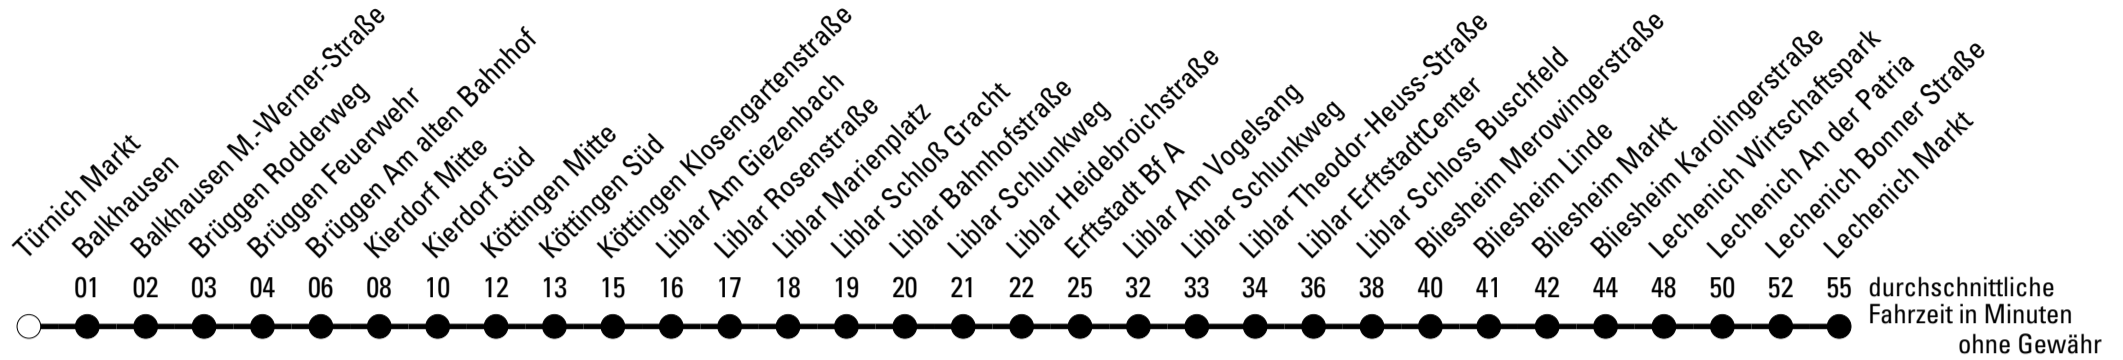 Türnich Markt
Balkhausen
Balkhausen M.-Werner-Straße
Brüggen Rodderweg
Brüggen Feuerwehr
Brüggen Am alten Bahnhof
Kierdorf Mitte
Kierdorf Süd
Köttingen Mitte
Köttingen Süd
Köttingen Klosengartenstraße
Liblar Am Giezenbach
Liblar Rosenstraße
Liblar Marienplatz
Liblar Schloß Gracht
Liblar Bahnhofstraße
Liblar Schlunkweg
Liblar Heidebroichstraße
Erftstadt Bf A
Liblar Am Vogelsang
Liblar Schlunkweg
Liblar Theodor-Heuss-Straße
Liblar ErftstadtCenter
Liblar Schloss Buschfeld
Bliesheim Merowingerstraße
Bliesheim Linde
Bliesheim Markt
Bliesheim Karolingerstraße
Lechenich Wirtschaftspark
Lechenich An der Patria
Lechenich Bonner Straße
Lechenich Markt
01 02 03 04 06 08 10 12 13 15 16 17 18 19 20 21 22 25 32 33 34 36 38 40 41 42 44 48 50 52 55
durchschnittliche
Fahrzeit in Minuten
ohne Gewähr